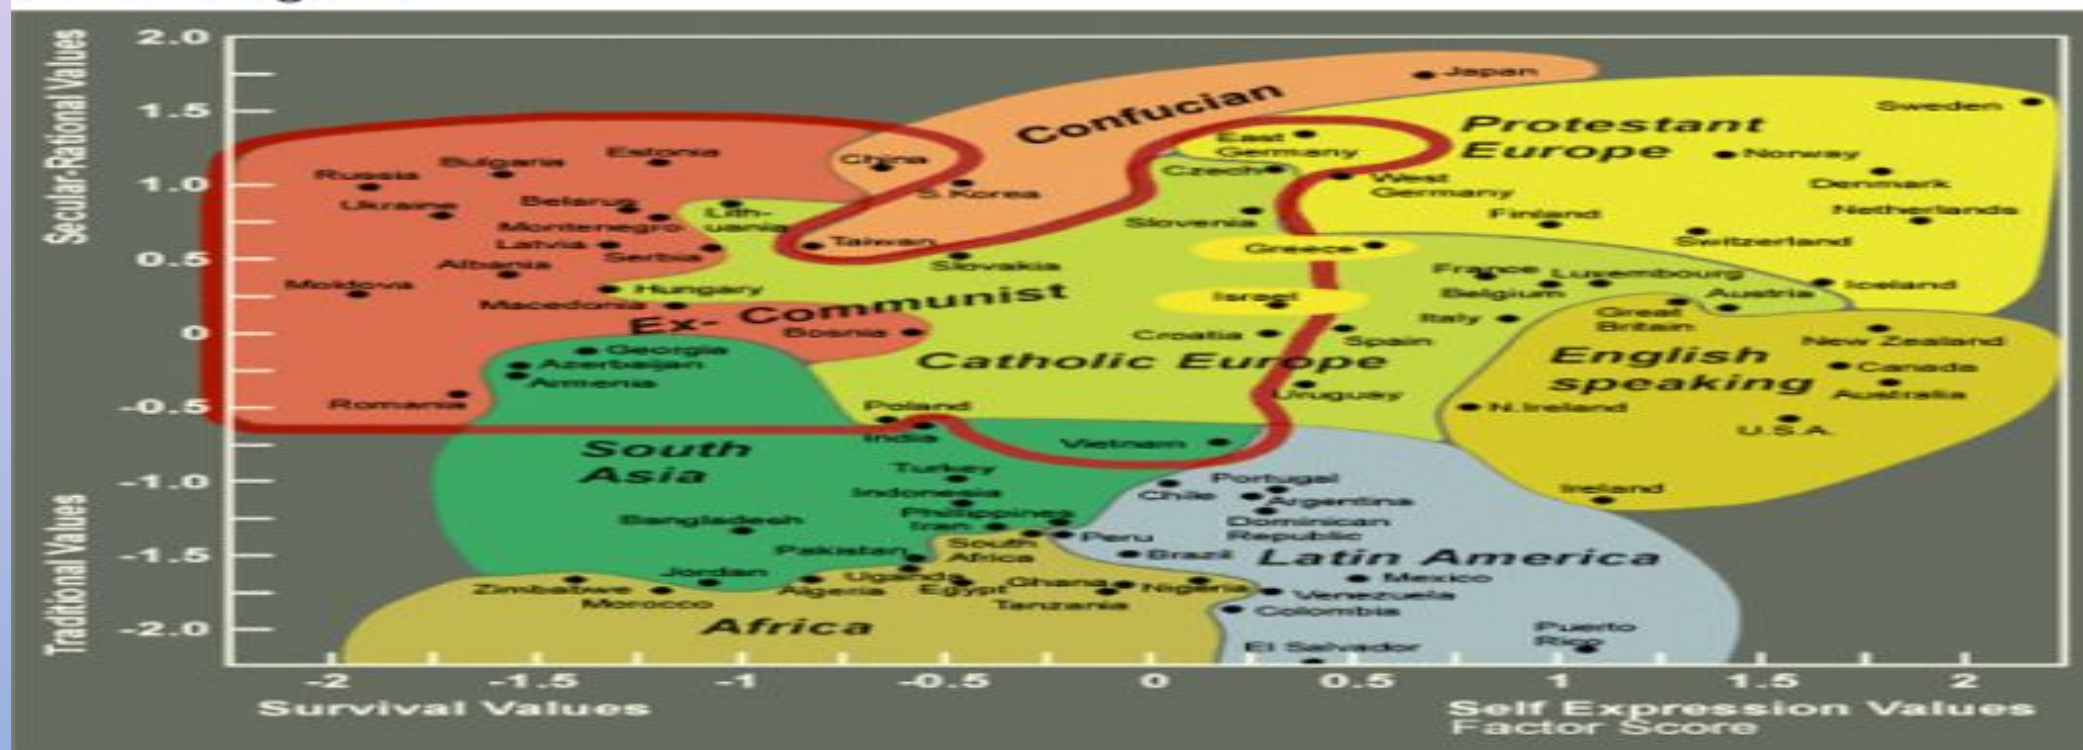 Secular-Rational Values
Traditional Values
2.0
1.5
1.0
0.5
0
-0.5
-1.0
-1.5
-2.0
Confucian
Japan
Sweden
Protestant
Europe
East
Germany
China
S. Korea
Taiwan
Norway
Denmark
Netherlands
Czech
West
Germany
Finland
Switzerland
Iceland
Slovenia
Greece
Israel
Russia
Bulgaria
Estonia
Ukraine
Belarus
Montenegro
Lith-
uania
Latvia
Serbia
Albania
Moldova
Hungary
Macedonia
Slovakia
Ex- Communist
Bosnia
Croatia
Spain
Catholic Europe
France
Luxembourg
Belgium
Austria
Italy
Great
Britain
English
speaking
New Zealand
Canada
Australia
N.Ireland
U.S.A.
Ireland
Uruguay
Georgia
Azerbaijan
Armenia
Romania
Poland
India
Vietnam
South
Asia
Turkey
Indonesia
Philippines
Iran
Bangladesh
Pakistan
Jordan
South
Africa
Peru
Brazil
Chile
Portugal
Argentina
Dominican
Republic
Latin America
Mexico
Venezuela
Colombia
El Salvador
Puerto
Rico
Zimbabwe
Morocco
Algeria
Uganda
Egypt
Ghana
Tanzania
Nigeria
Africa
-2 -1.5 -1 -0.5 0 0.5 1 1.5 2
Survival Values
Self Expression Values
Factor Score